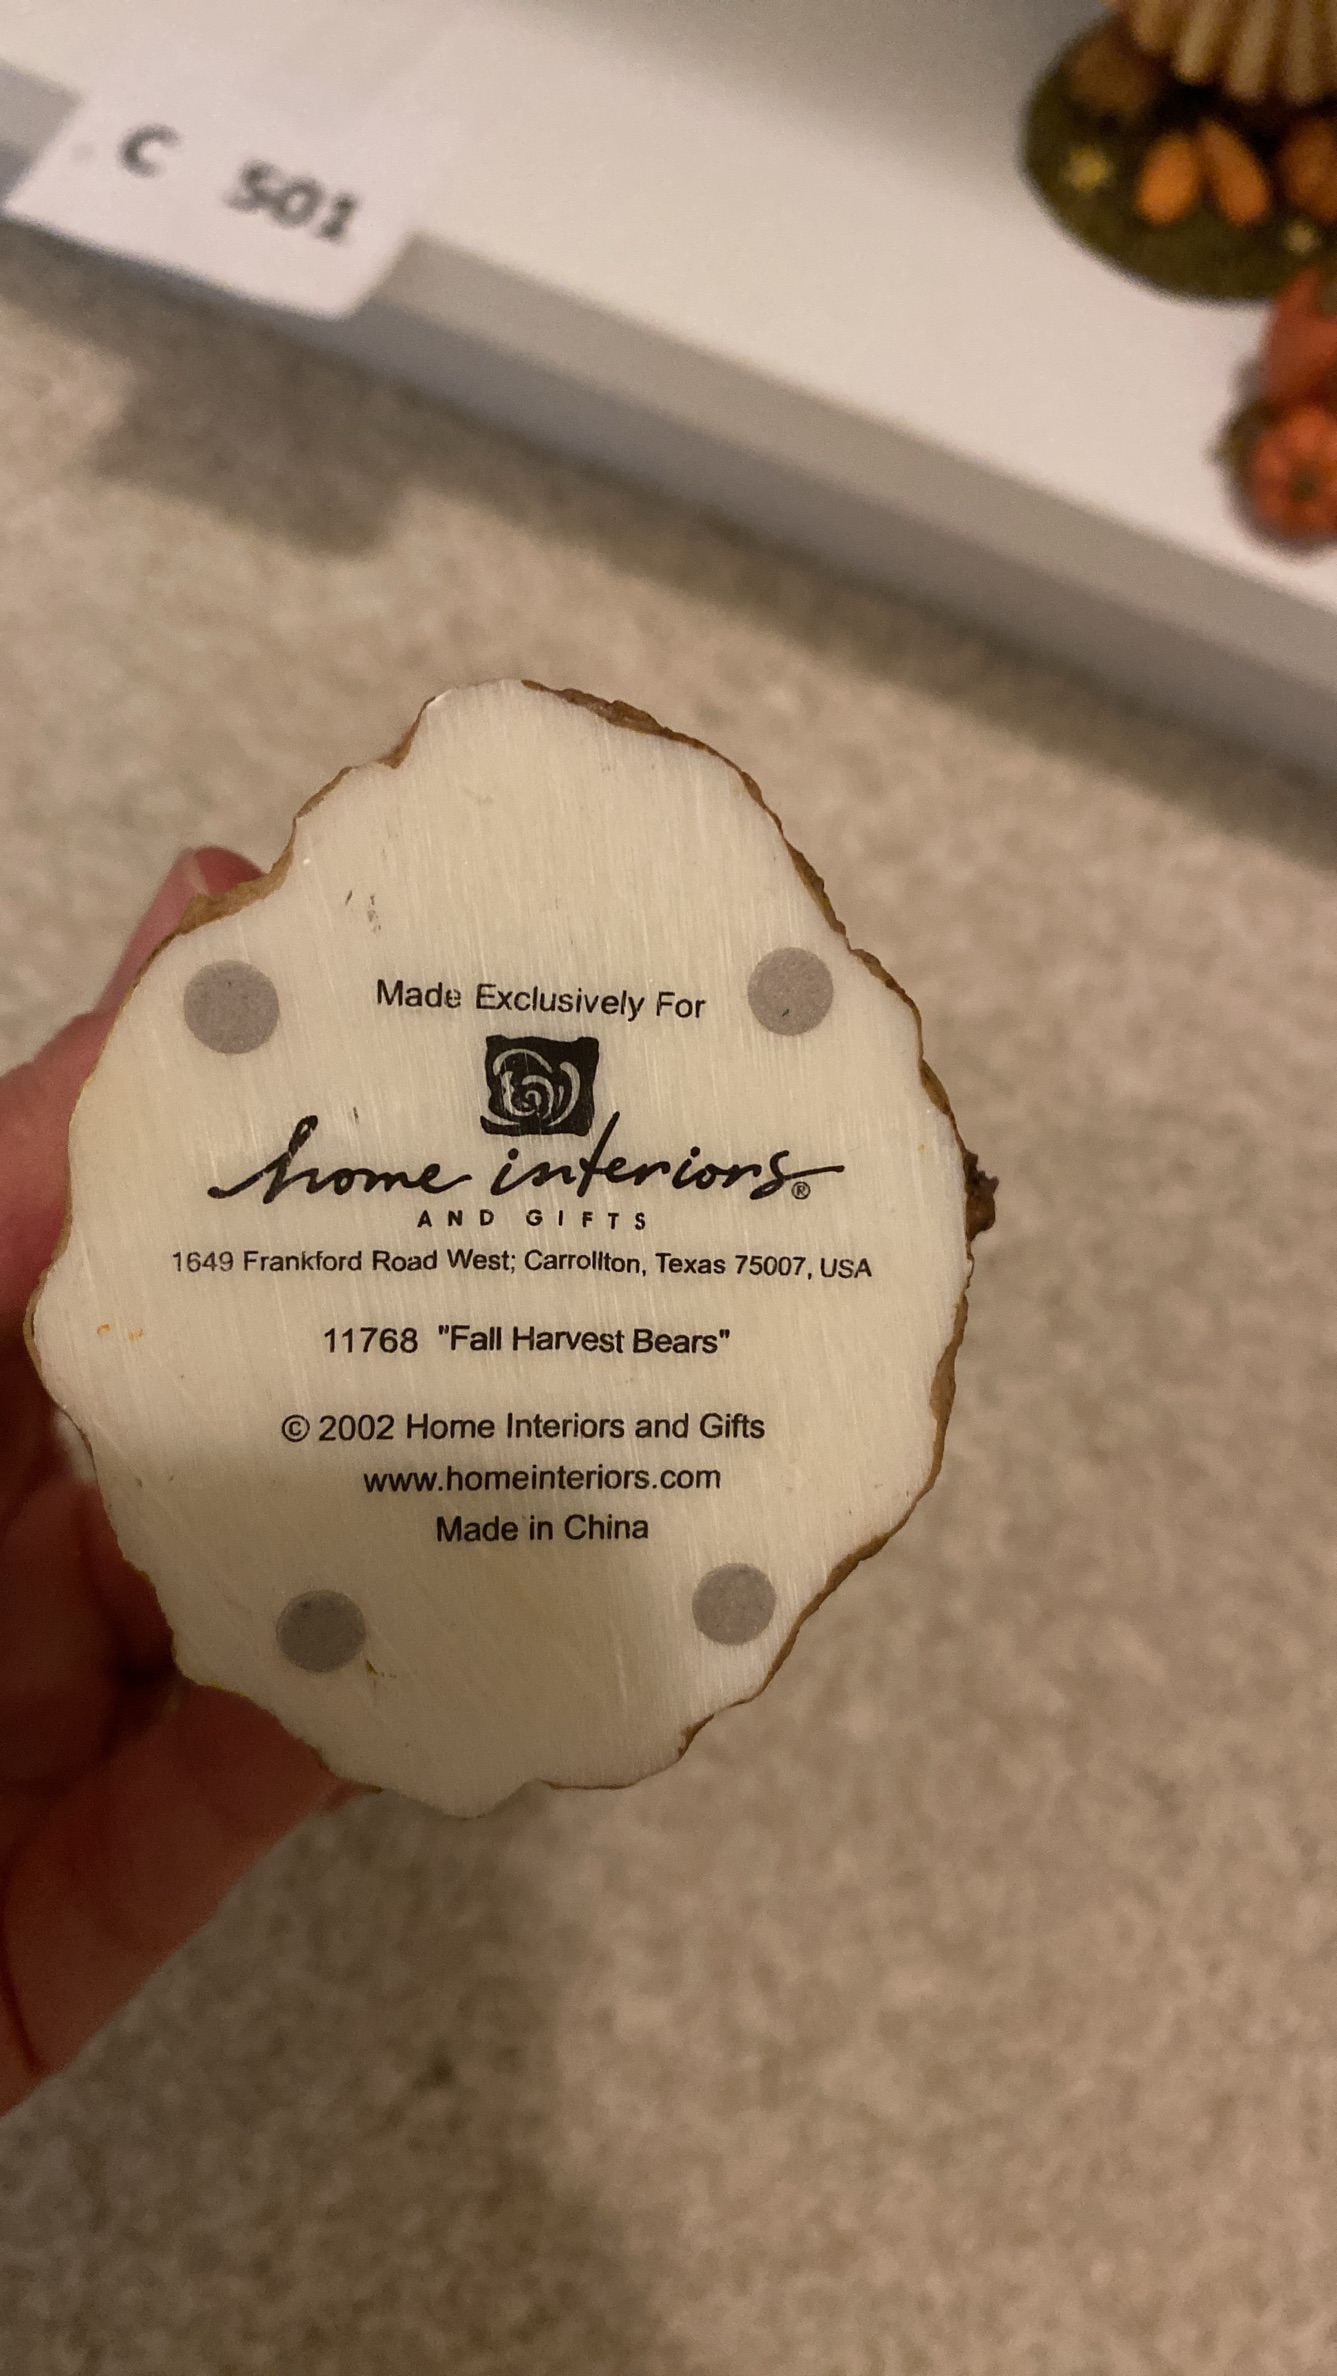 C 501
Made Exclusively For
home interiors®
AND GIFTS
1649 Frankford Road West; Carrollton, Texas 75007, USA
11768 "Fall Harvest Bears"
© 2002 Home Interiors and Gifts
www.homeinteriors.com
Made in China